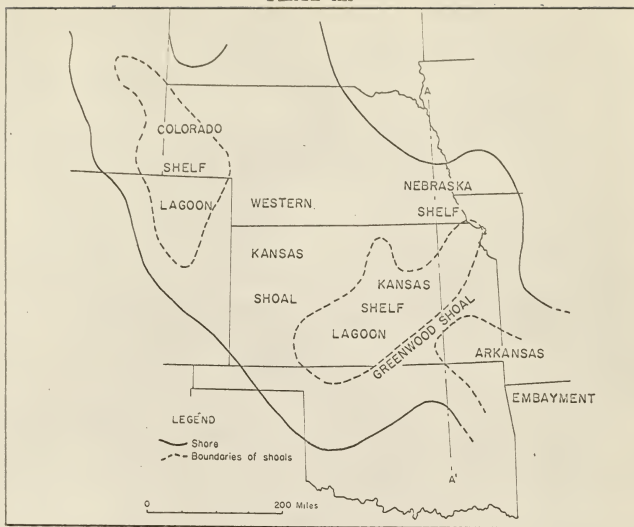 A
COLORADO
SHELF
LAGOON
NEBRASKA
SHELF
WESTERN
KANSAS
SHOAL
KANSAS
SHELF
LAGOON
GREENWOOD SHOAL
ARKANSAS
EMBAYMENT
LEGEND
Shore
Boundaries of shoals
A'
0 200 Miles